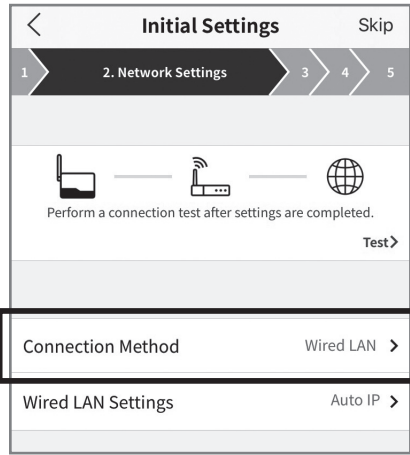 Initial Settings Skip
1 2. Network Settings 3 4 5
Perform a connection test after settings are completed.
Test
Connection Method Wired LAN
Wired LAN Settings Auto IP